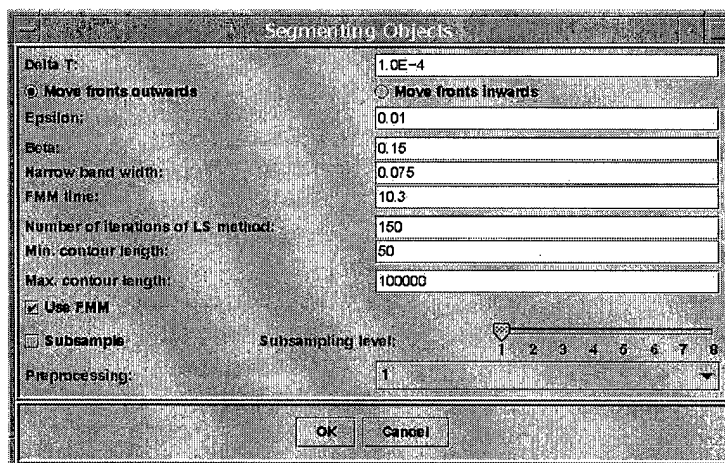 Segmenting Objects
Delta T: 1.0E-4
Move fronts outwards Move fronts inwards
Epsilon: 0.01
Beta: 0.15
Narrow band width: 0.075
FMM time: 10.3
Number of iterations of LS method: 150
Min. contour length: 50
Max. contour length: 100000
Use FMM
Subsample Subsampling level:
1 2 3 4 5 6 7 8
Preprocessing: 1
OK Cancel